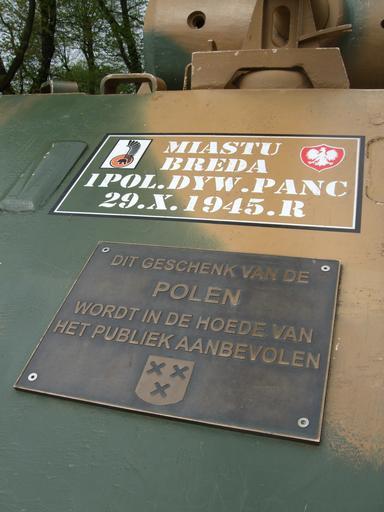 MIASTU
BREDA
1POL.DYW.PANC
29.X.1945.R
DIT GESCHENK VAN DE
POLEN
WORDT IN DE HOEDE VAN
HET PUBLIEK AANBEVOLEN